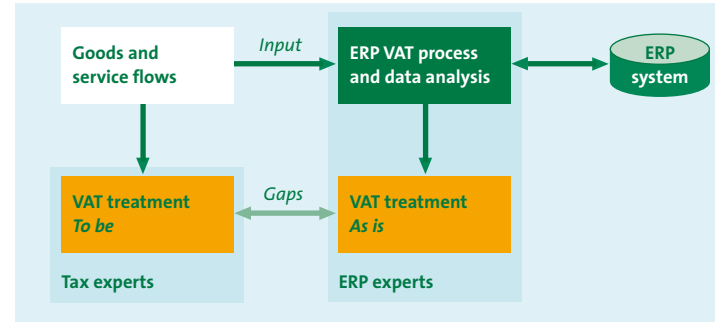 Goods and
service flows
Input
ERP VAT process
and data analysis
ERP
system
VAT treatment
To be
Gaps
VAT treatment
As is
Tax experts
ERP experts